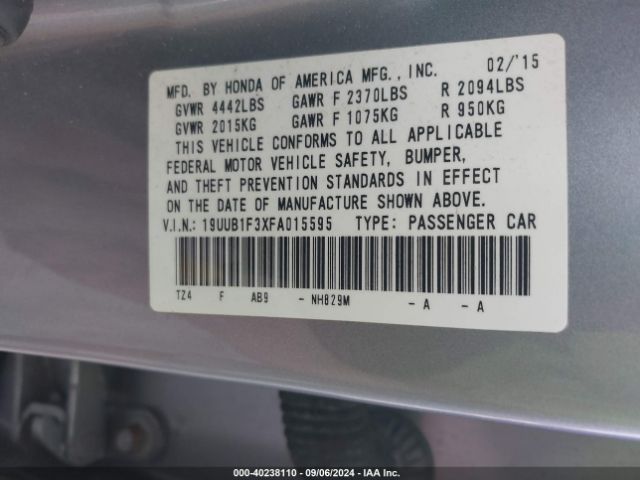 MFD. BY HONDA OF AMERICA MFG., INC. 02/'15
GVWR 4442LBS GAWR F 2370LBS R 2094LBS
GVWR 2015KG GAWR F 1075KG R 950KG
THIS VEHICLE CONFORMS TO ALL APPLICABLE
FEDERAL MOTOR VEHICLE SAFETY, BUMPER,
AND THEFT PREVENTION STANDARDS IN EFFECT
ON THE DATE OF MANUFACTURE SHOWN ABOVE.
V.I.N.: 19UUB1F3XFA015595 TYPE: PASSENGER CAR
TZ4 F AB9 - NH829M - A - A
000-40238110 - 09/06/2024 - IAA Inc.